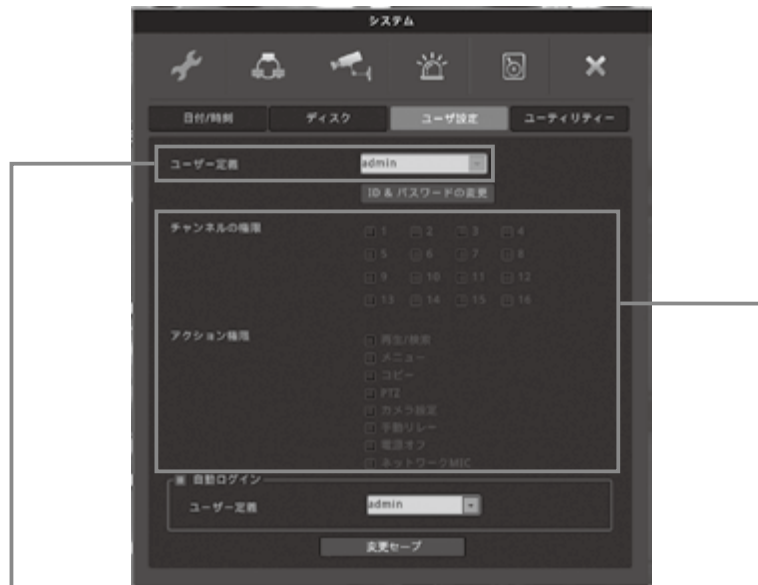 システム
日付/時刻 ディスク ユーザ設定 ユーティリティー
ユーザー定義 admin
ID & パスワードの変更
チャンネルの権限 1 2 3 4
5 6 7 8
9 10 11 12
13 14 15 16
アクション権限 再生/検索
メニュー
コピー
PTZ
カメラ設定
手動リレー
電源オフ
ネットワークMIC
自動ログイン
ユーザー定義 admin
変更セーブ